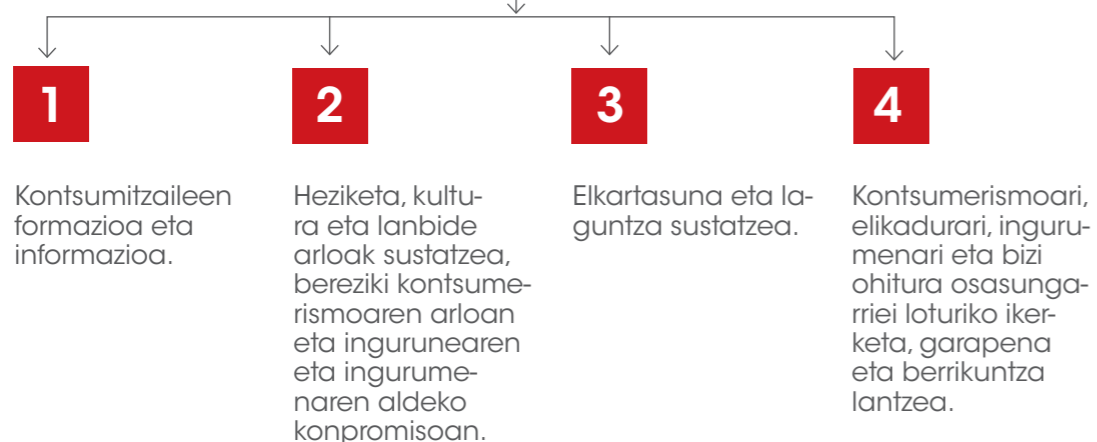 1
Kontsumitzaileen
formazioa eta
informazioa.
2
Heziketa, kultu-
ra eta lanbide
arloak sustatzea,
bereziki kontsume-
rismoaren arloan
eta ingurunearen
eta ingurume-
naren aldeko
konpromisoan.
3
Elkartasuna eta la-
guntza sustatzea.
4
Kontsumerismoari,
elikadurari, inguru-
menari eta bizi
ohitura osasunga-
rriei loturiko iker-
keta, garapena
eta berrikuntza
lantzea.